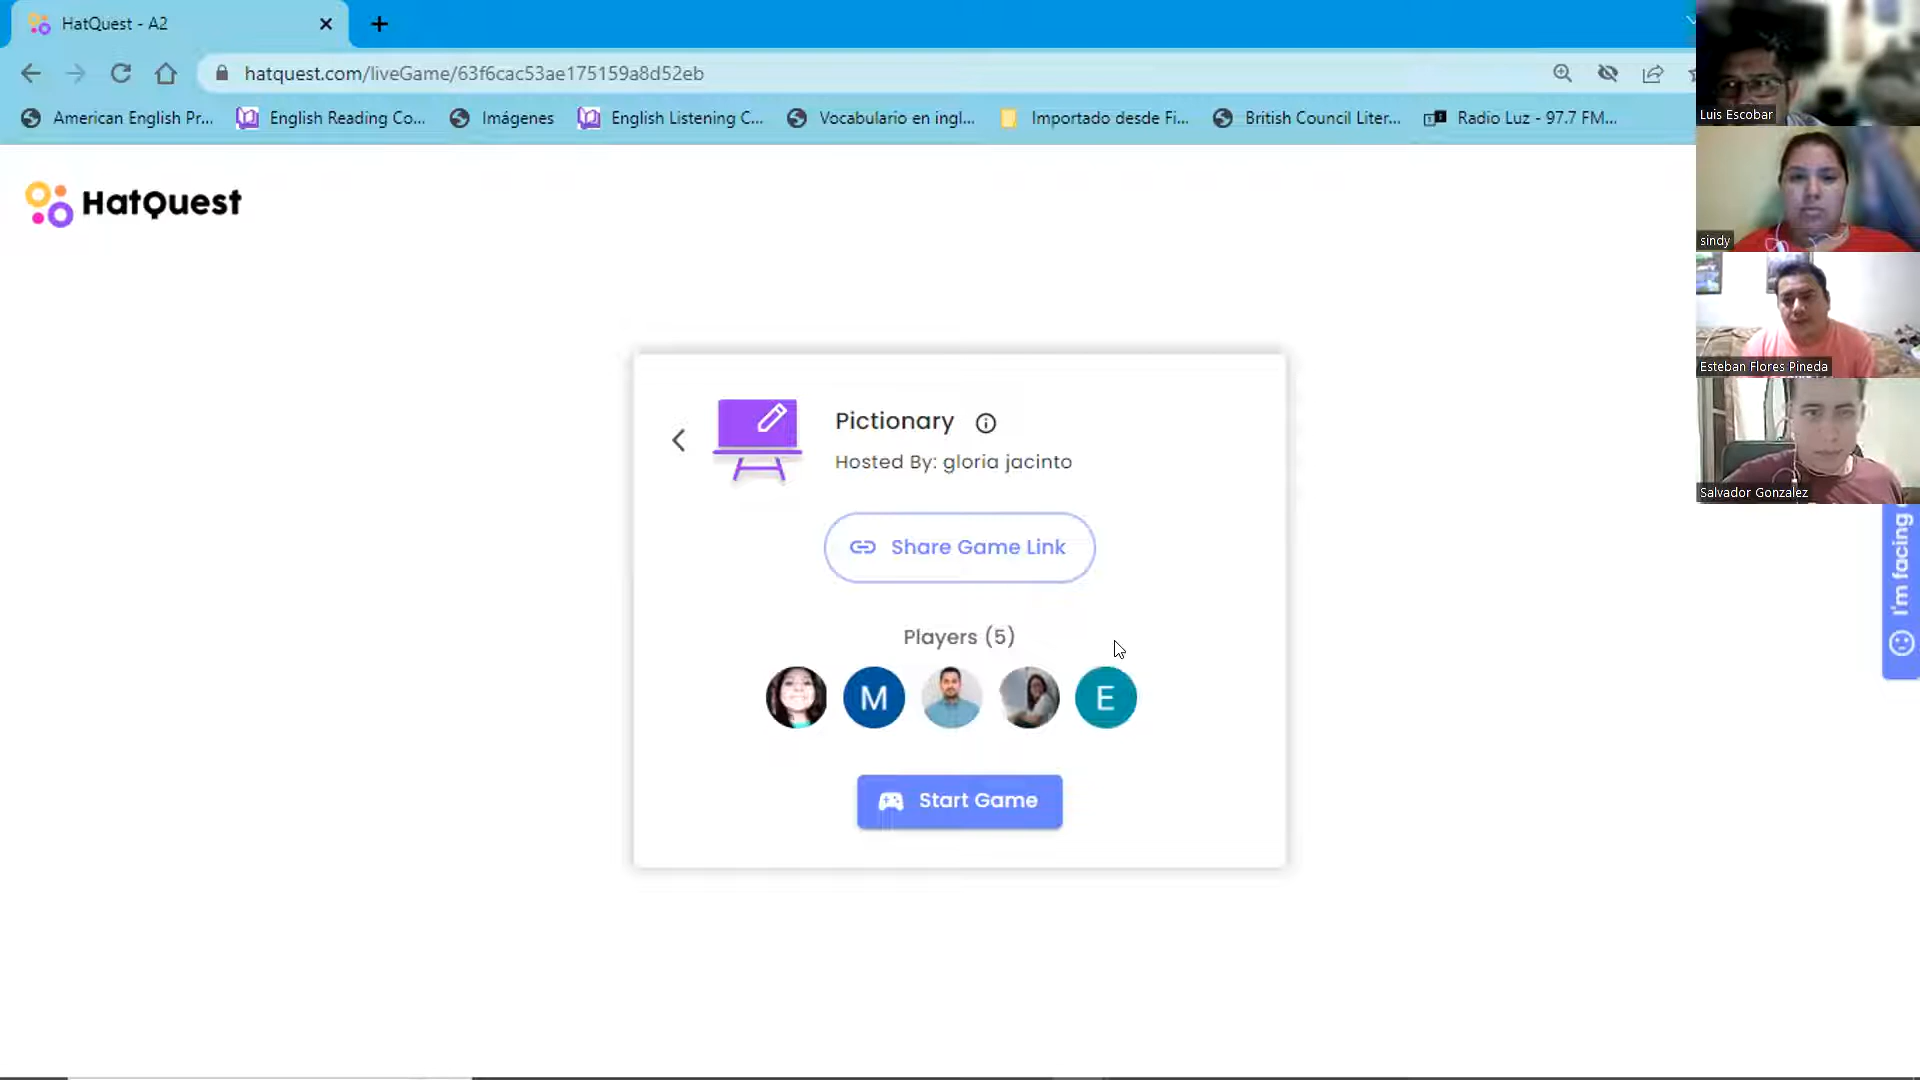 HatQuest - A2
hatquest.com/liveGame/63f6cac53ae175159a8d52eb
American English Pr...
English Reading Co...
Imágenes
English Listening C...
Vocabulario en ingl...
Importado desde Fi...
British Council Liter...
Radio Luz - 97.7 FM...
HatQuest
Pictionary
Hosted By: gloria jacinto
Share Game Link
Players (5)
M
E
Start Game
Luis Escobar
sindy
Esteban Flores Pineda
Salvador Gonzalez
I'm facing